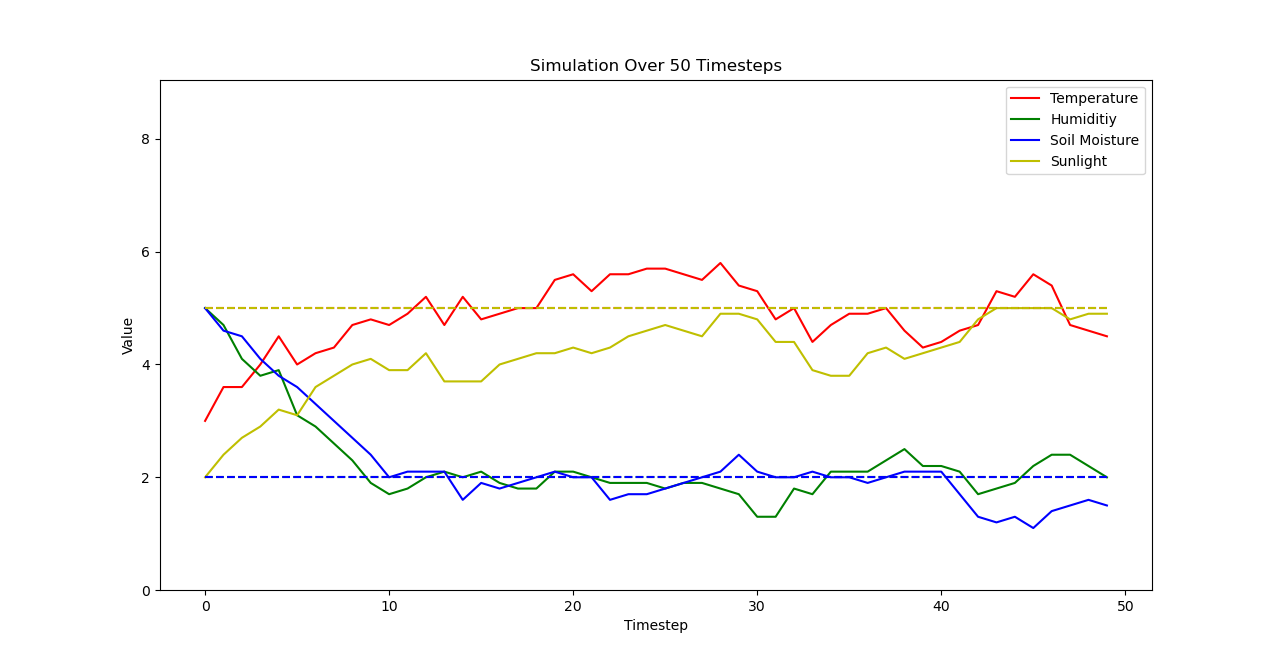 Simulation Over 50 Timesteps
Temperature
Humiditiy
Soil Moisture
Sunlight
Value
8
6
4
2
0
0 10 20 30 40 50
Timestep